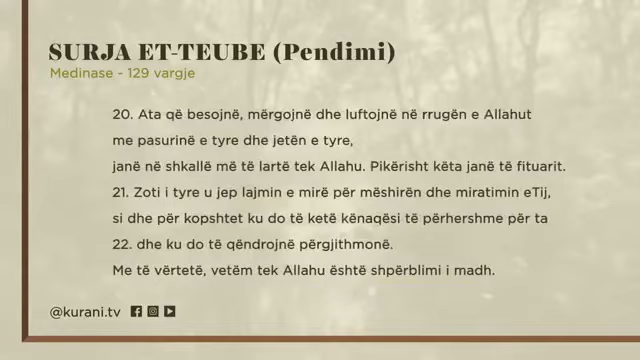 SURJA ET-TEUBE (Pendimi)
Medinase - 129 vargje
20. Ata që besojnë, mërgojnë dhe luftojnë në rrugën e Allahut
me pasurinë e tyre dhe jetën e tyre,
janë në shkallë më të lartë tek Allahu. Pikërisht këta janë të fituarit.
21. Zoti i tyre u jep lajmin e mirë për mëshirën dhe miratimin eTij,
si dhe për kopshtet ku do të ketë kënaqësi të përhershme për ta
22. dhe ku do të qëndrojnë përgjithmonë.
Me të vërtetë, vetëm tek Allahu është shpërblimi i madh.
@kurani.tv